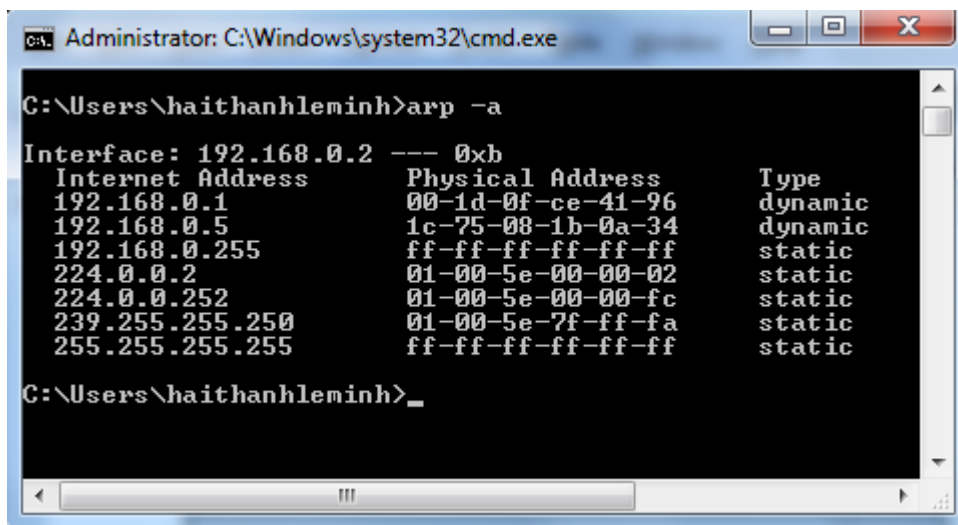 Administrator: C:\Windows\system32\cmd.exe
C:\Users\haithanhleminh>arp -a
Interface: 192.168.0.2 --- 0xb
Internet Address Physical Address Type
192.168.0.1 00-1d-0f-ce-41-96 dynamic
192.168.0.5 1c-75-08-1b-0a-34 dynamic
192.168.0.255 ff-ff-ff-ff-ff-ff static
224.0.0.2 01-00-5e-00-00-02 static
224.0.0.252 01-00-5e-00-00-fc static
239.255.255.250 01-00-5e-7f-ff-fa static
255.255.255.255 ff-ff-ff-ff-ff-ff static
C:\Users\haithanhleminh>_